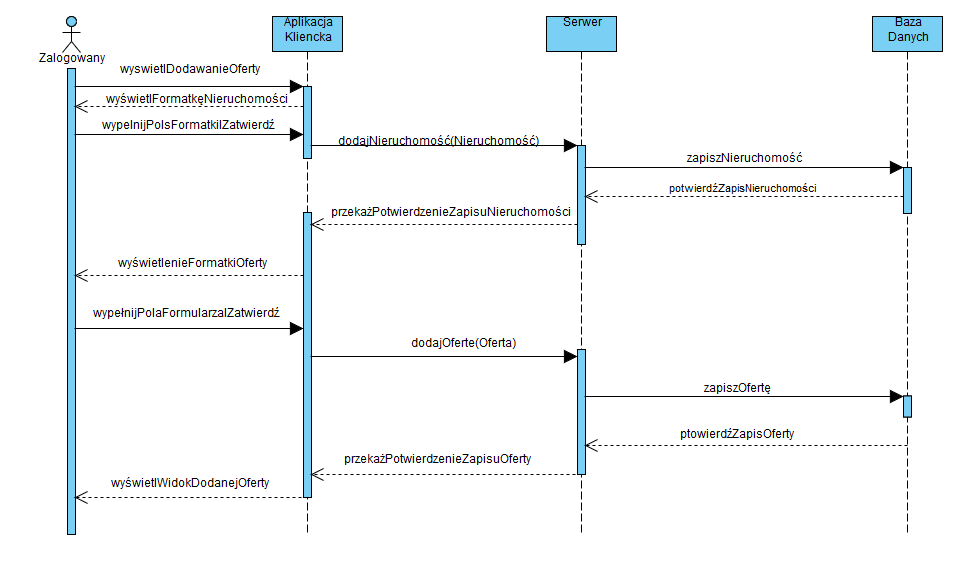 Aplikacja
Kliencka
Serwer
Baza
Danych
Zalogowany
wyswietlDodawanieOferty
wyświetlFormatkęNieruchomości
wypelnijPolsFormatkiIZatwierdź
dodajNieruchomość(Nieruchomość)
zapiszNieruchomość
potwierdźZapisNieruchomości
przekażPotwierdzenieZapisuNieruchomości
wyświetlenieFormatkiOferty
wypełnijPolaFormularzaIZatwierdź
dodajOferte(Oferta)
zapiszOfertę
ptowierdźZapisOferty
przekażPotwierdzenieZapisuOferty
wyświetlWidokDodanejOferty